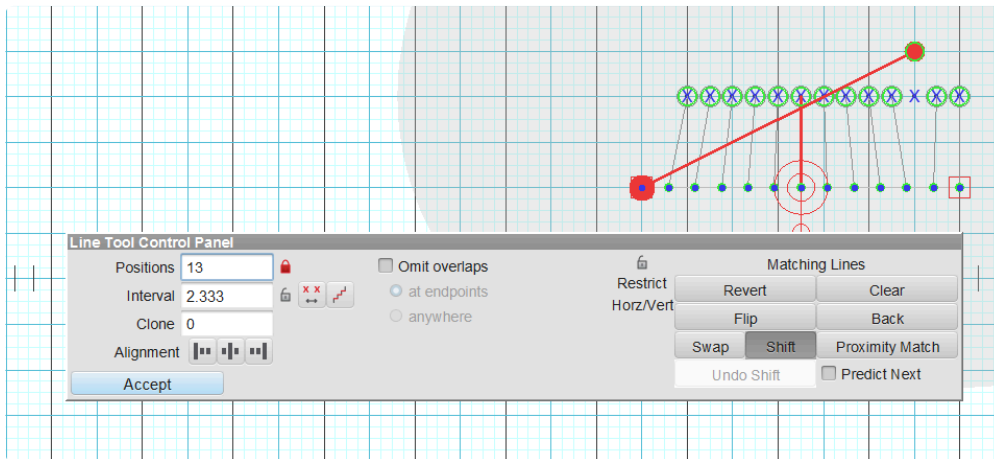 Line Tool Control Panel
Positions 13
Interval 2.333
Clone 0
Alignment
Accept
Omit overlaps
at endpoints
anywhere
Restrict
Horz/Vert
Matching Lines
Revert Clear
Flip Back
Swap Shift Proximity Match
Undo Shift Predict Next